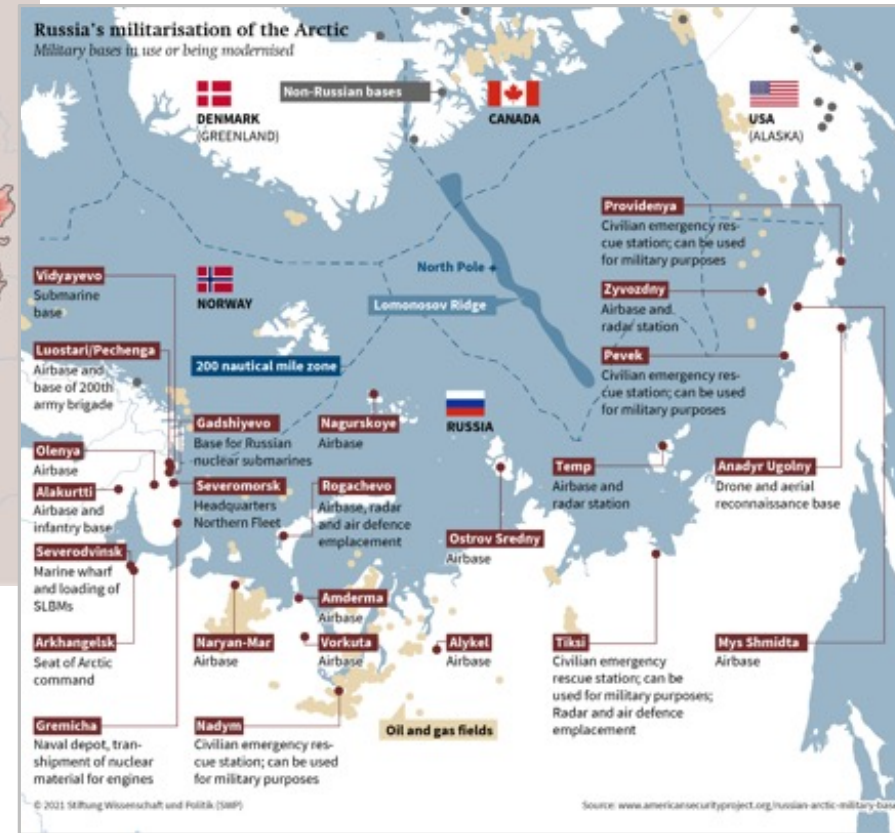 Russia's militarisation of the Arctic
Military bases in use or being modernised
Non-Russian bases
DENMARK
(GREENLAND)
CANADA
USA
(ALASKA)
Providenya
Civilian emergency res-
cue station; can be used
for military purposes
North Pole
Vidyayevo
Submarine
base
NORWAY
Zyvozdny
Airbase and
radar station
Lomonosov Ridge
Luostari/Pechenga
Airbase and
base of 200th
army brigade
200 nautical mile zone
Pevek
Civilian emergency res-
cue station; can be used
for military purposes
RUSSIA
Gadshiyevo
Base for Russian
nuclear submarines
Nagurskoye
Airbase
Olenya
Airbase
Temp
Airbase and
radar station
Anadyr Ugolny
Drone and aerial
reconnaissance base
Alakurtti
Airbase and
infantry base
Severomorsk
Headquarters
Northern Fleet
Rogachevo
Airbase, radar
and air defence
emplacement
Ostrov Sredny
Airbase
Severodvinsk
Marine wharf
and loading of
SLBMs
Amderma
Airbase
Arkhangelsk
Seat of Arctic
command
Naryan-Mar
Airbase
Vorkuta
Airbase
Alykel
Airbase
Tiksi
Civilian emergency
rescue station; can be
used for military purposes;
Radar and air defence
emplacement
Mys Shmidta
Airbase
Gremicha
Naval depot, tran-
shipment of nuclear
material for engines
Nadym
Civilian emergency res-
cue station; can be used
for military purposes
Oil and gas fields
© 2021 Stiftung Wissenschaft und Politik (SWP)
Source: www.americansecurityproject.org/russian-arctic-military-bas